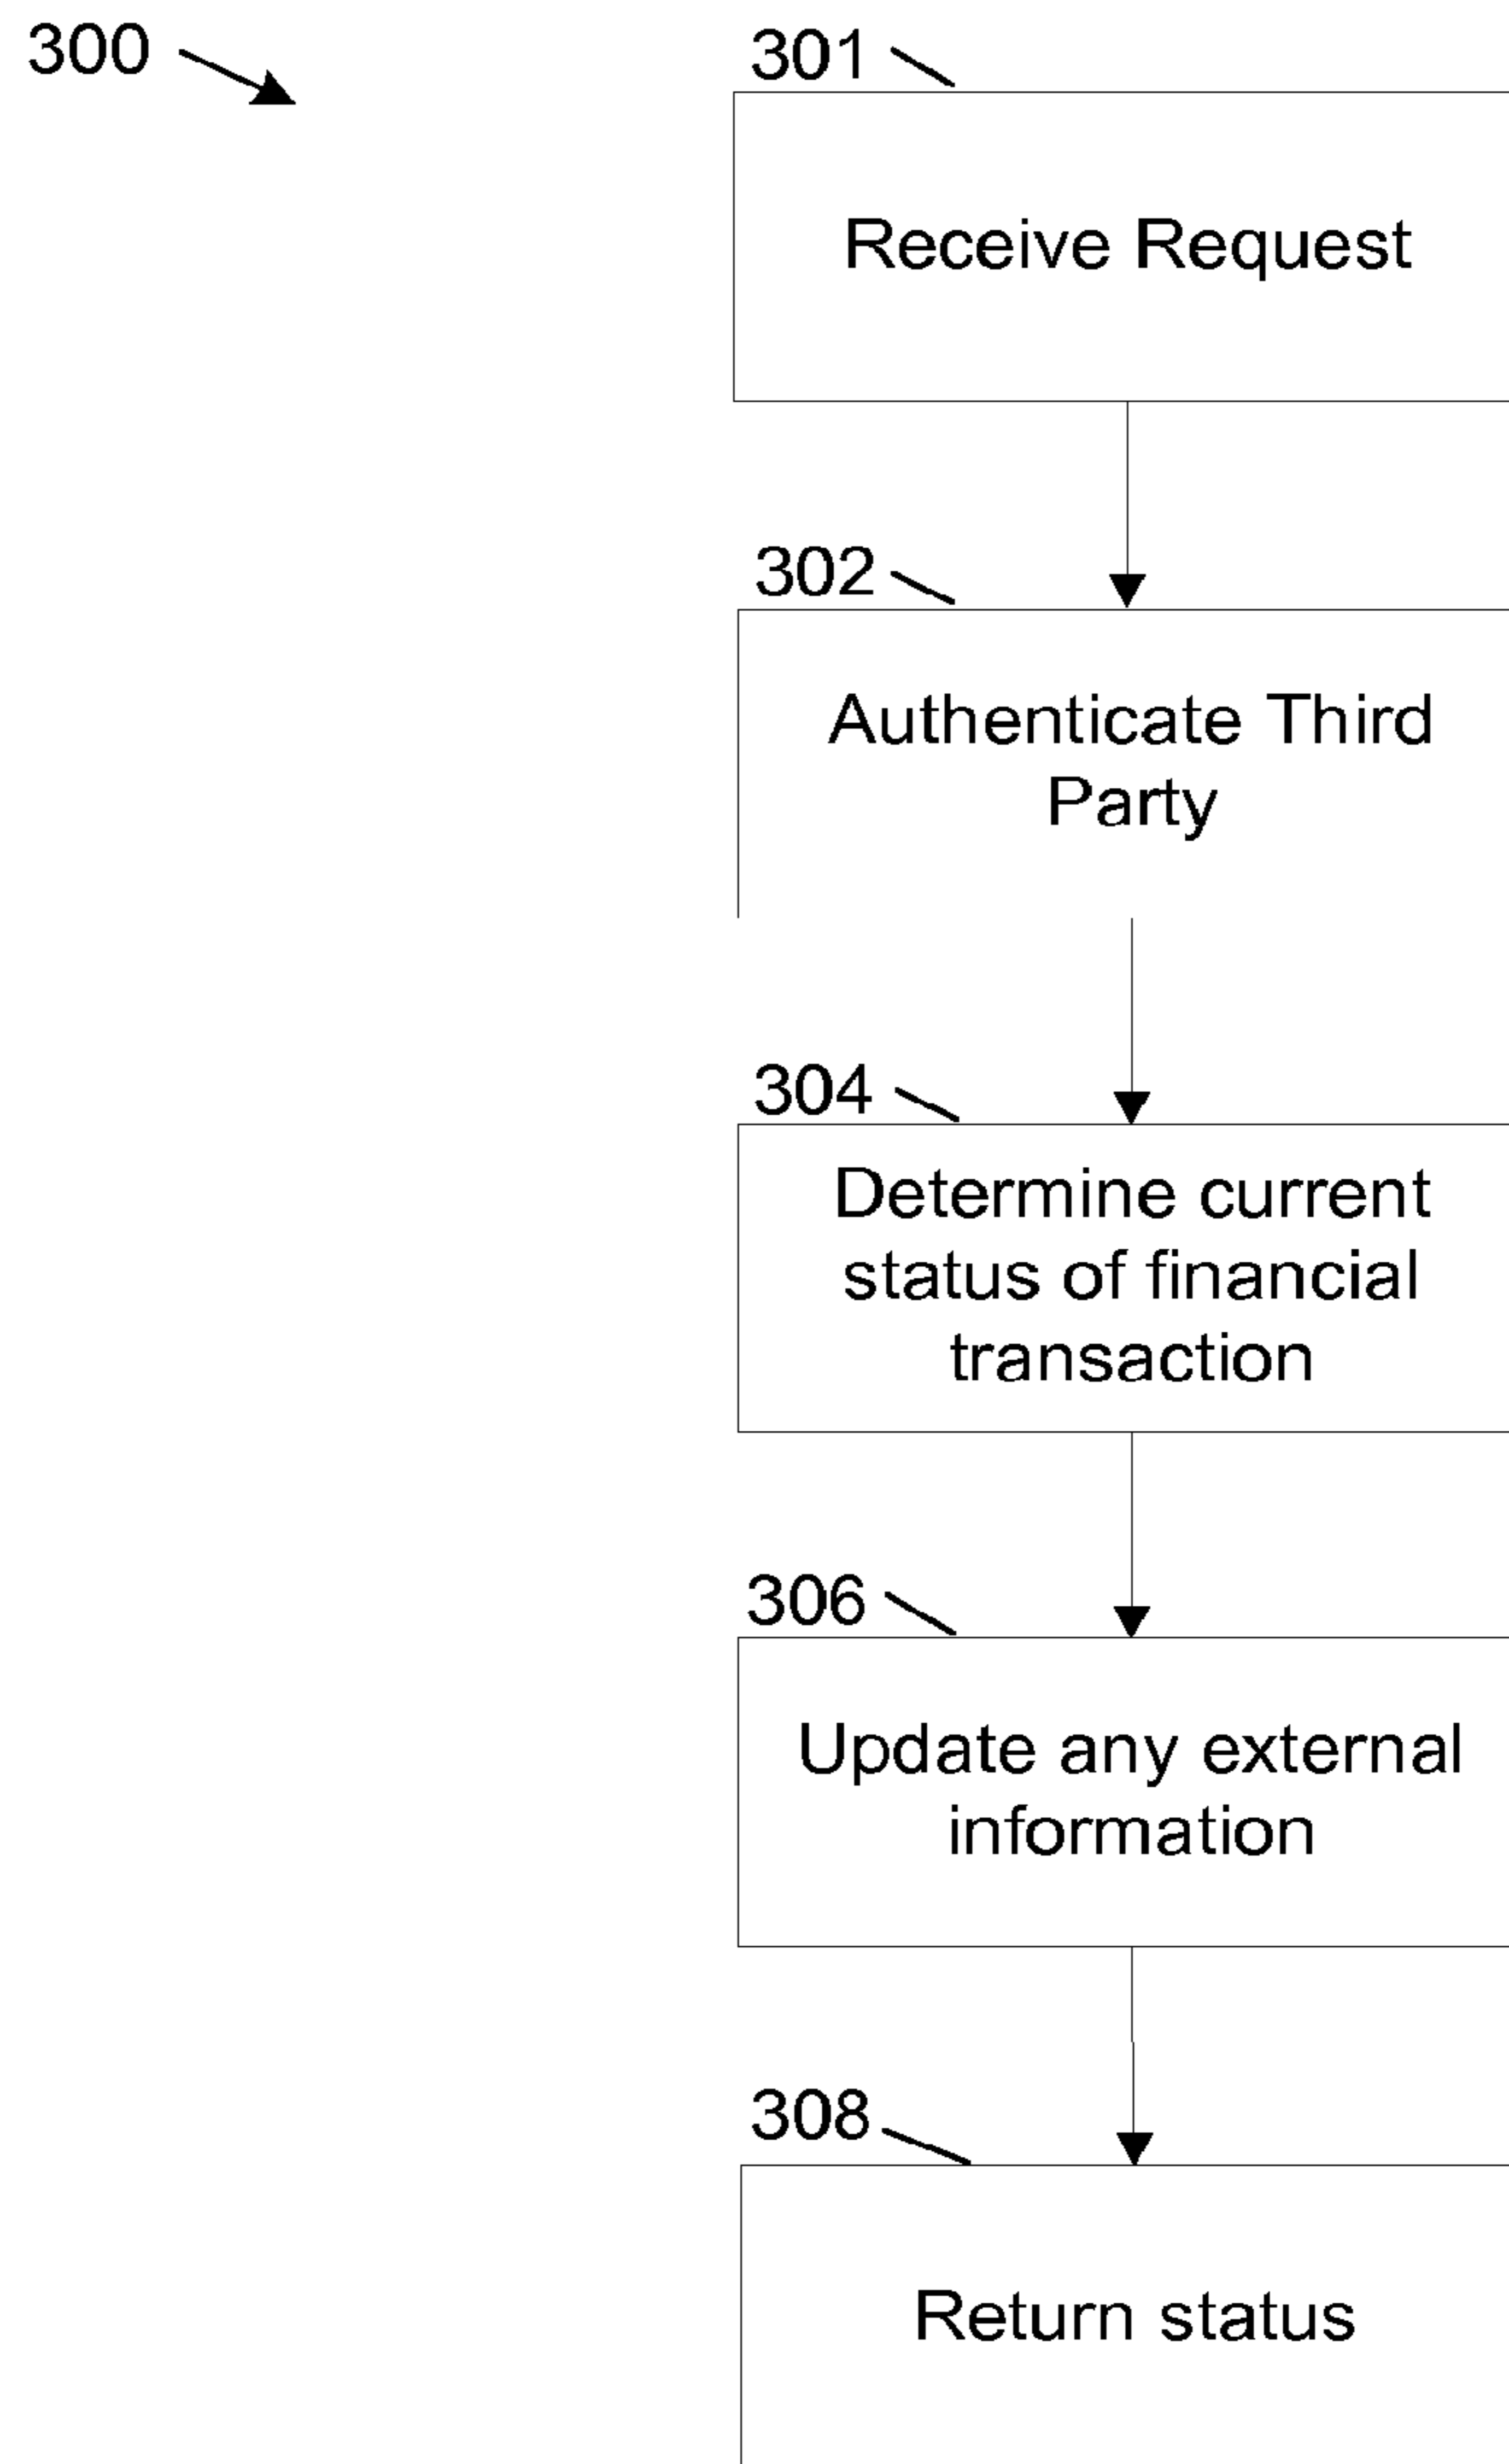 300
301
Receive Request
302
Authenticate Third
Party
304
Determine current
status of financial
transaction
306
Update any external
information
308
Return status